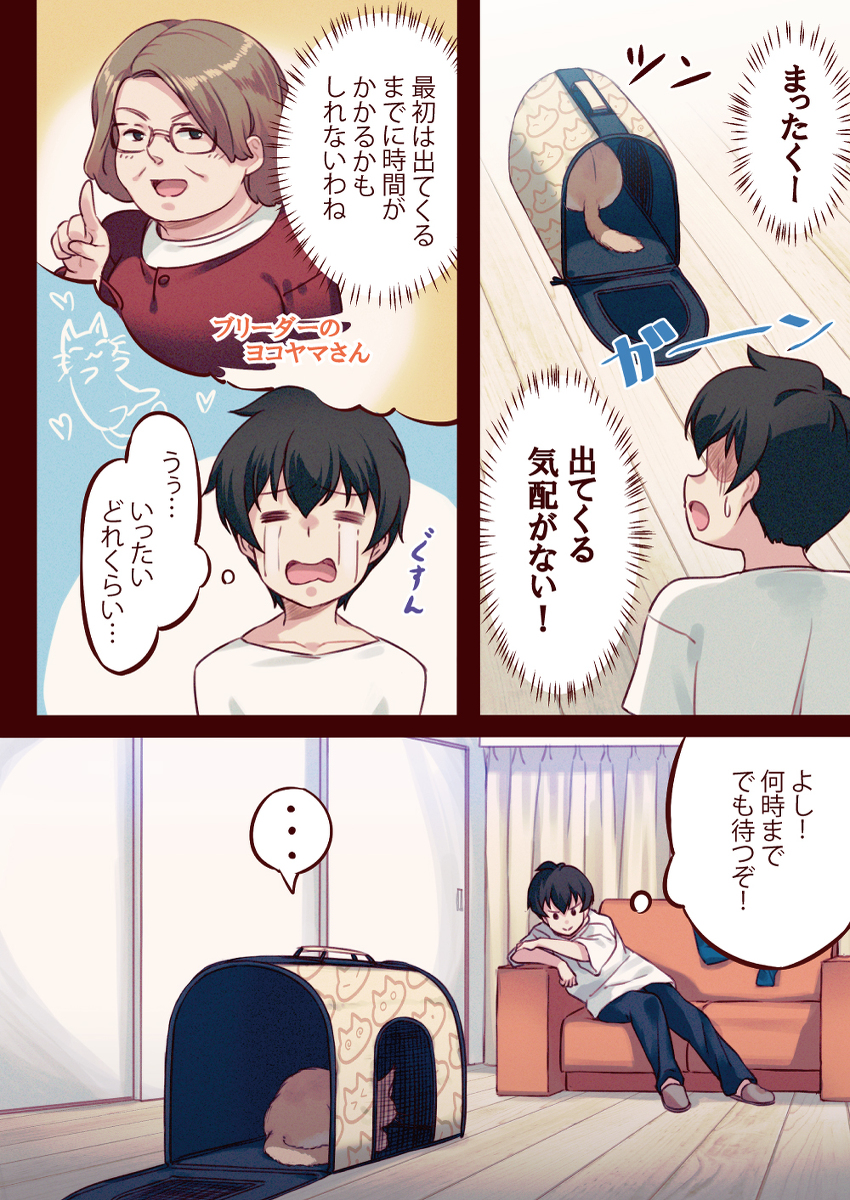 まったくー
ツン
ガーン
出てくる
気配がない！
最初は出てくる
までに時間が
かかるかも
しれないわね
ブリーダーの
ヨコヤマさん
うぅ…
いったい
どれくらい…
ぐすん
よし！
何時まで
でも待つぞ！
・・・